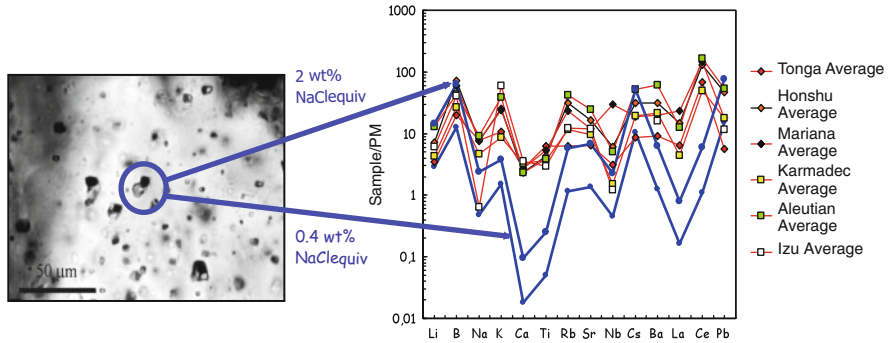 2 wt%
NaClequiv
0.4 wt%
NaClequiv
50 µm
Sample/PM
1000
100
10
1
0,1
0,01
Li B Na K Ca Ti Rb Sr Nb Cs Ba La Ce Pb
Tonga Average
Honshu
Average
Mariana
Average
Karmadec
Average
Aleutian
Average
Izu Average